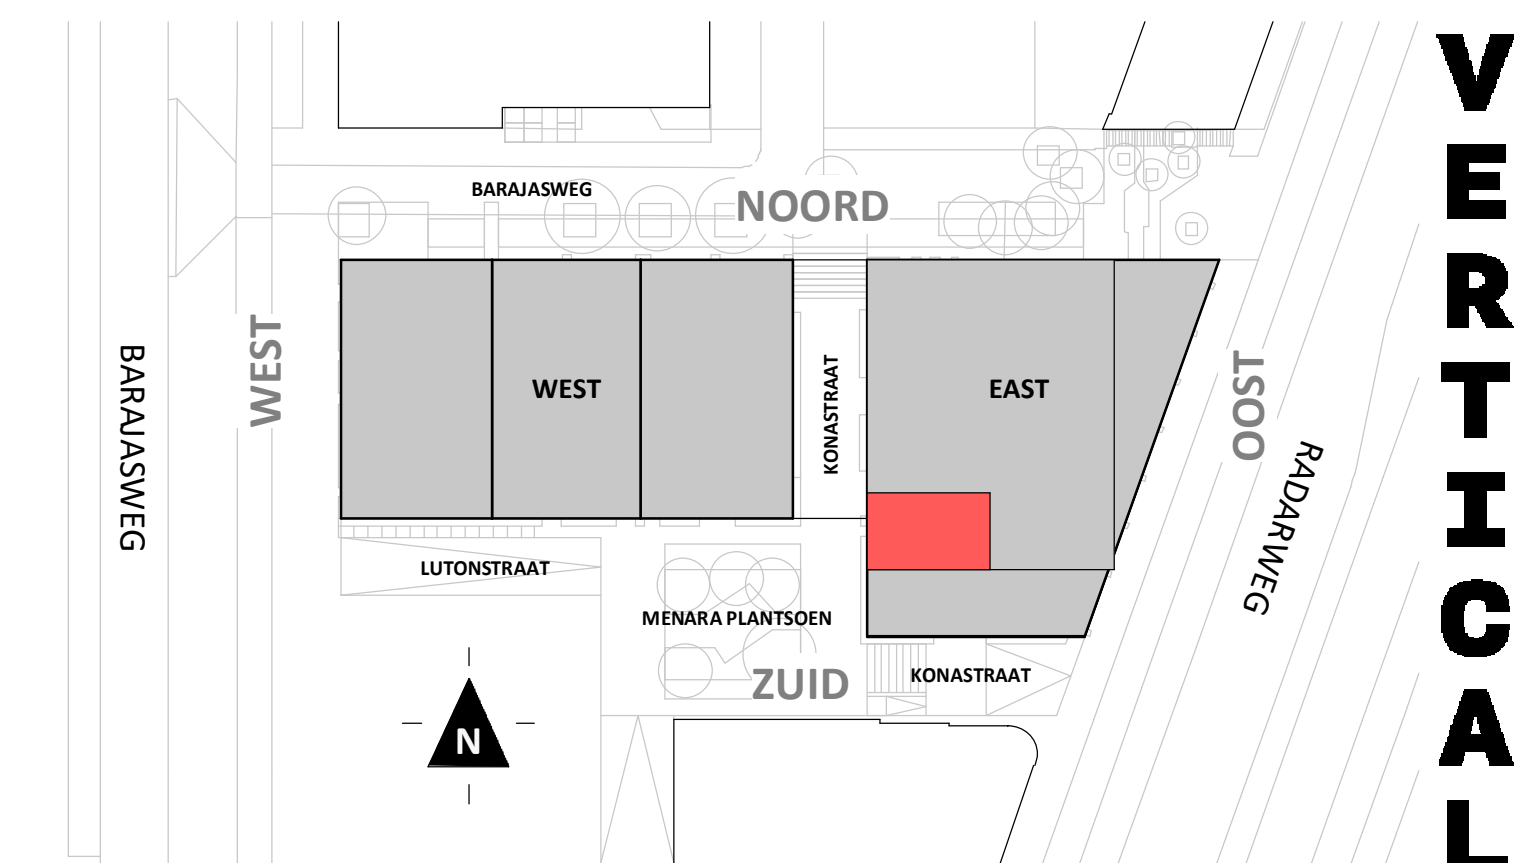 BARAJASWEG
NOORD
WEST
BARAJASWEG
WEST
KONASTRAAT
EAST
OOST
RADARWEG
LUTONSTRAAT
MENARA PLANTSOEN
ZUID
KONASTRAAT
N
VERTICAL